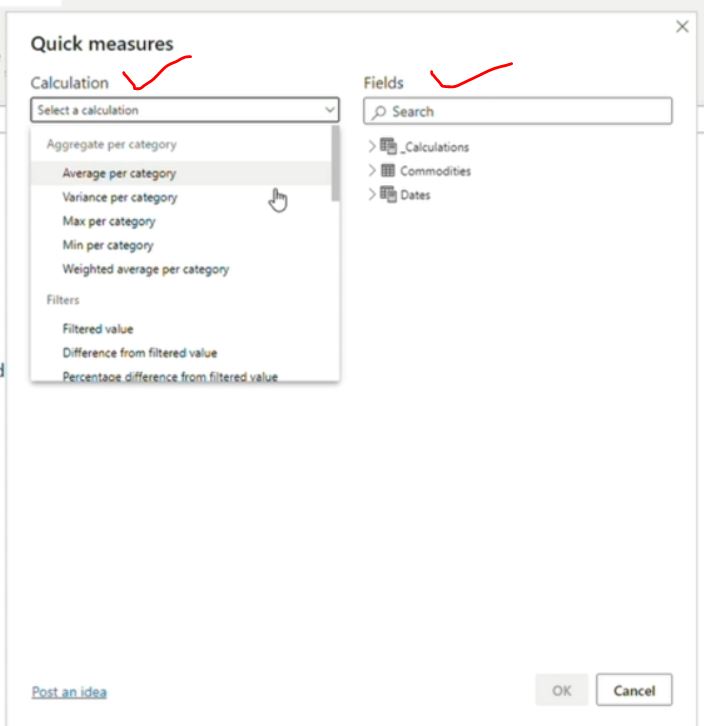 Quick measures
Calculation
Select a calculation
Aggregate per category
Average per category
Variance per category
Max per category
Min per category
Weighted average per category
Filters
Filtered value
Difference from filtered value
Percentage difference from filtered value
Fields
Search
_Calculations
Commodities
Dates
Post an idea
OK
Cancel